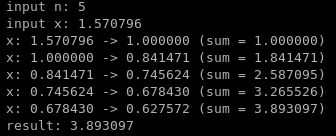 input n: 5
input x: 1.570796
x: 1.570796 -> 1.000000 (sum = 1.000000)
x: 1.000000 -> 0.841471 (sum = 1.841471)
x: 0.841471 -> 0.745624 (sum = 2.587095)
x: 0.745624 -> 0.678430 (sum = 3.265526)
x: 0.678430 -> 0.627572 (sum = 3.893097)
result: 3.893097